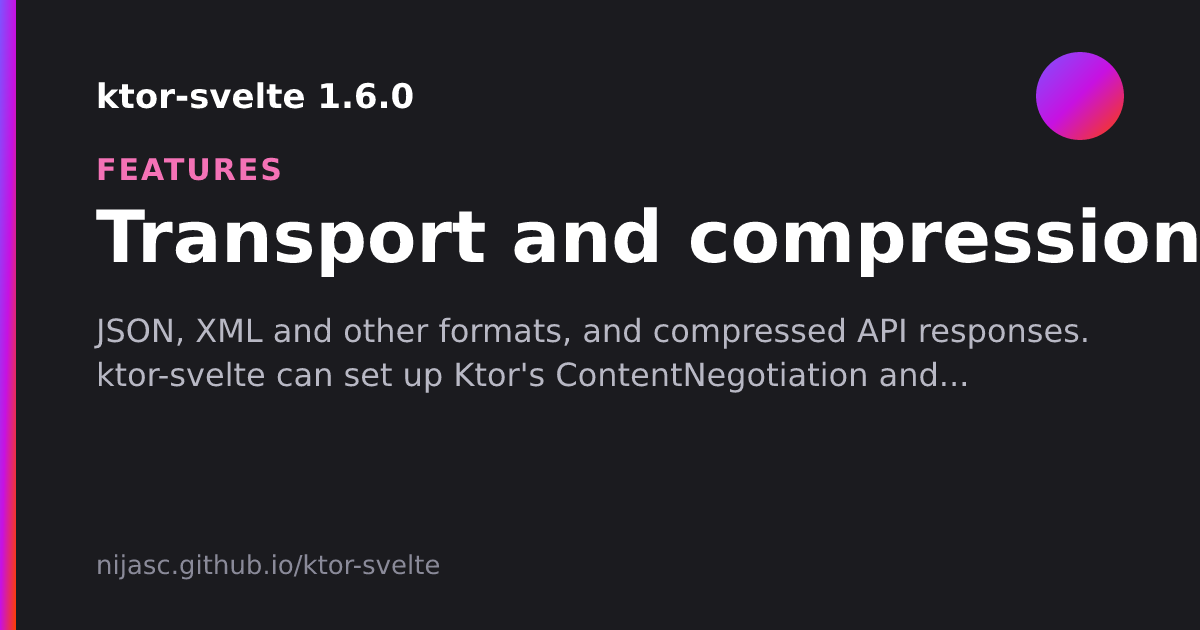 ktor-svelte 1.6.0
FEATURES
Transport and compression
JSON, XML and other formats, and compressed API responses.
ktor-svelte can set up Ktor's ContentNegotiation and...
nijasc.github.io/ktor-svelte